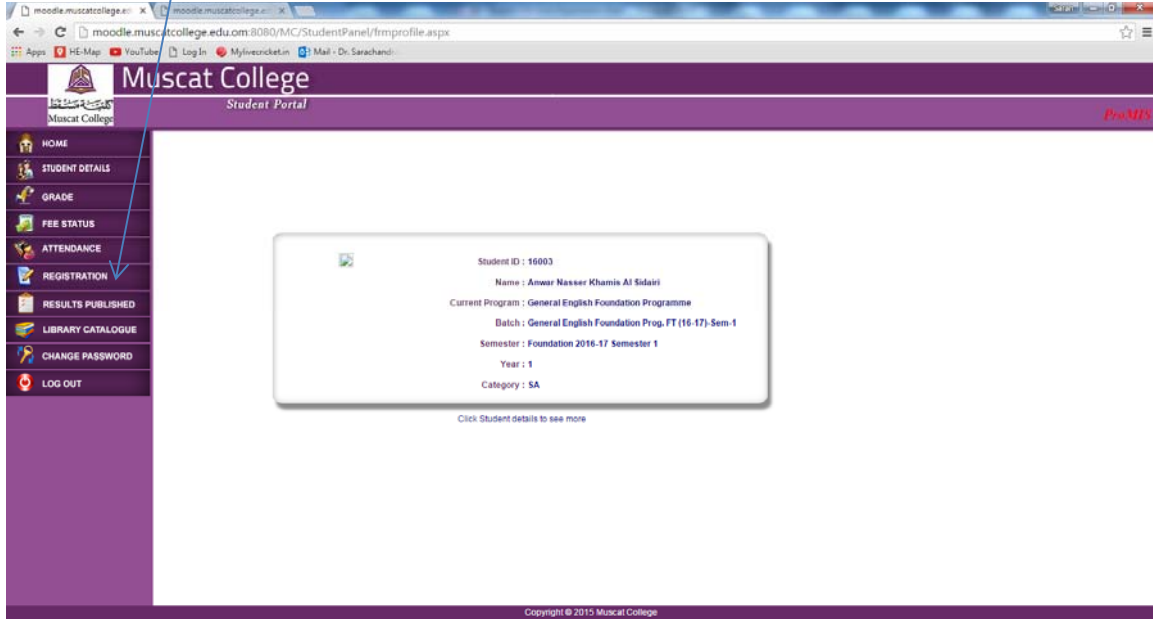 moodle.muscatcollege.e
moodle.muscatcollege.e
Saran
moodle.muscatcollege.edu.om:8080/MC/StudentPanel/frmprofile.aspx
Apps HE-Map YouTube Log In Mylivecricket.in Mail - Dr. Sarachand
Muscat College
Student Portal
كلية مسقط
Muscat College
ProMIS
HOME
STUDENT DETAILS
GRADE
FEE STATUS
ATTENDANCE
REGISTRATION
RESULTS PUBLISHED
LIBRARY CATALOGUE
CHANGE PASSWORD
LOG OUT
Student ID : 16003
Name : Anwar Nasser Khamis Al Sidairi
Current Program : General English Foundation Programme
Batch : General English Foundation Prog. FT (16-17)-Sem-1
Semester : Foundation 2016-17 Semester 1
Year : 1
Category : SA
Click Student details to see more
Copyright © 2015 Muscat College